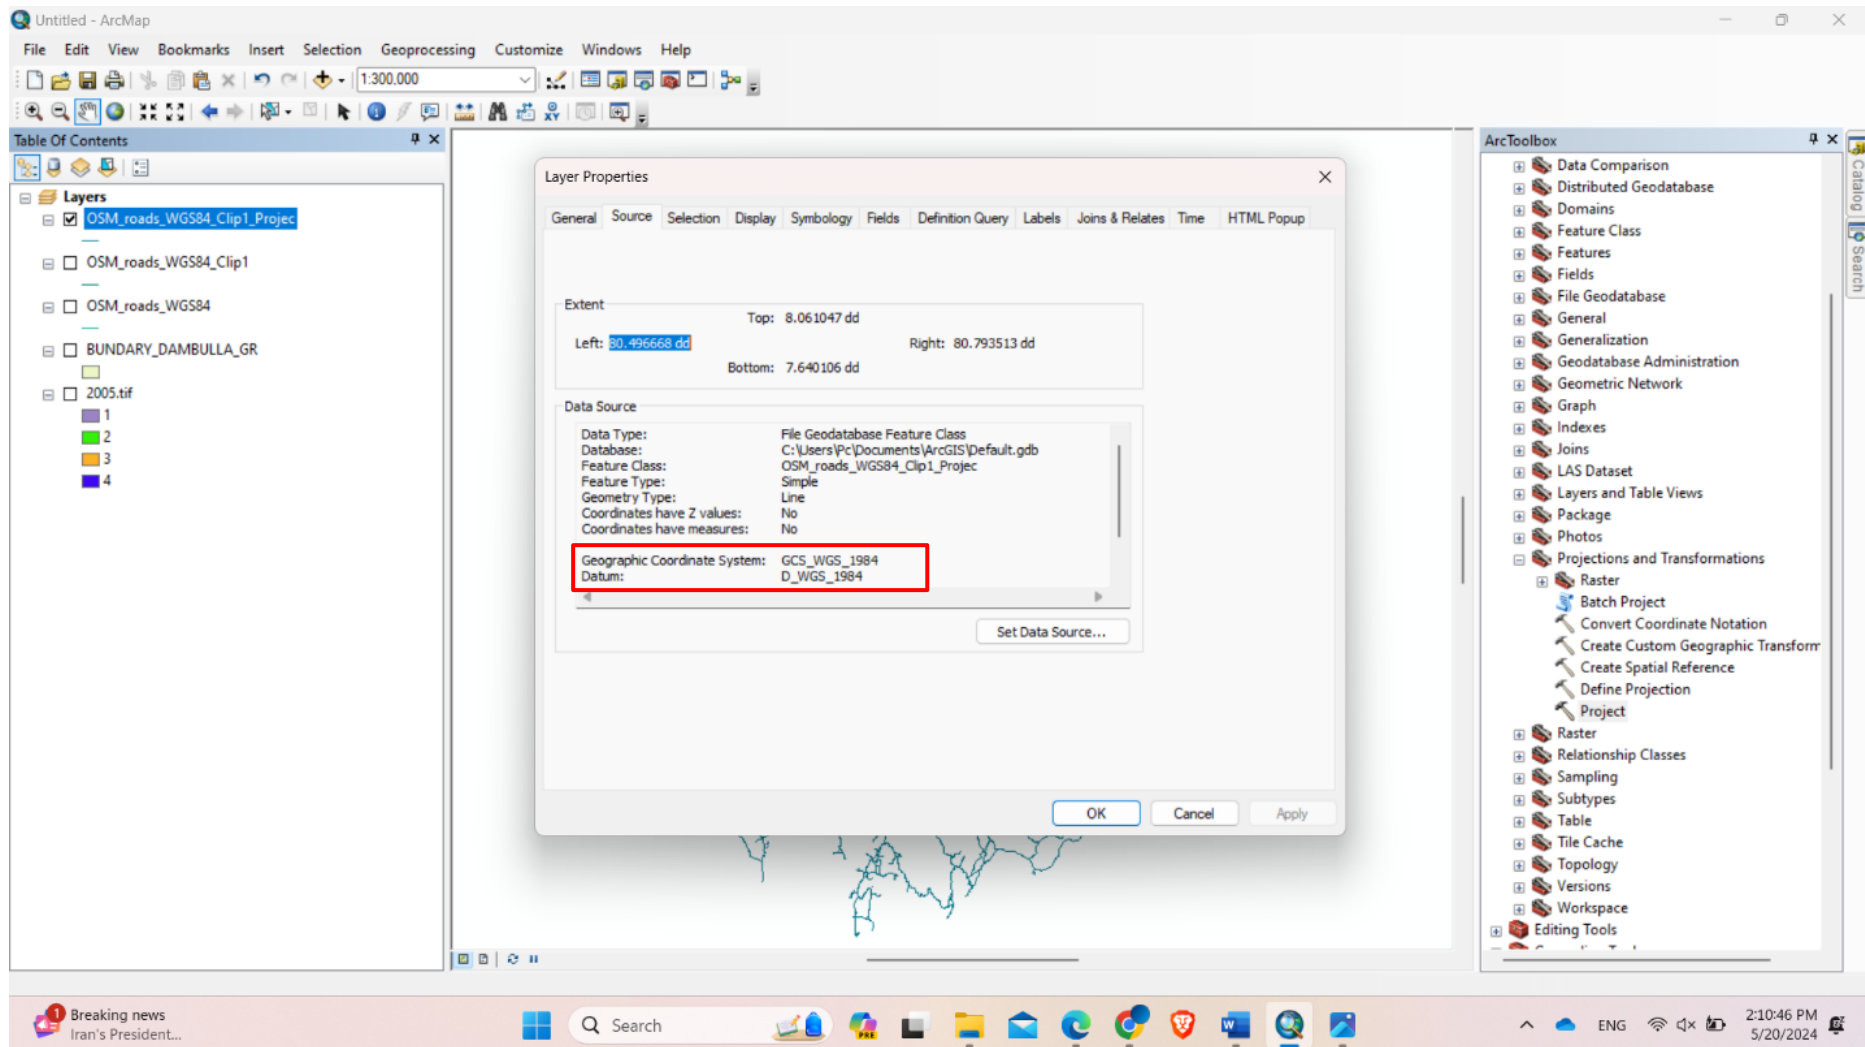 Untitled - ArcMap
File Edit View Bookmarks Insert Selection Geoprocessing Customize Windows Help
1:300.000
Table Of Contents
Layers
OSM_roads_WGS84_Clip1_Projec
OSM_roads_WGS84_Clip1
OSM_roads_WGS84
BUNDARY_DAMBULLA_GR
2005.tif
1
2
3
4
Layer Properties
General Source Selection Display Symbology Fields Definition Query Labels Joins & Relates Time HTML Popup
Extent
Top: 8.061047 dd
Left: 80.496668 dd Right: 80.793513 dd
Bottom: 7.640106 dd
Data Source
Data Type: File Geodatabase Feature Class
Database: C:\Users\Pc\Documents\ArcGIS\Default.gdb
Feature Class: OSM_roads_WGS84_Clip1_Projec
Feature Type: Simple
Geometry Type: Line
Coordinates have Z values: No
Coordinates have measures: No
Geographic Coordinate System: GCS_WGS_1984
Datum: D_WGS_1984
Set Data Source...
OK Cancel Apply
ArcToolbox
Data Comparison
Distributed Geodatabase
Domains
Feature Class
Features
Fields
File Geodatabase
General
Generalization
Geodatabase Administration
Geometric Network
Graph
Indexes
Joins
LAS Dataset
Layers and Table Views
Package
Photos
Projections and Transformations
Raster
Batch Project
Convert Coordinate Notation
Create Custom Geographic Transform
Create Spatial Reference
Define Projection
Project
Raster
Relationship Classes
Sampling
Subtypes
Table
Tile Cache
Topology
Versions
Workspace
Editing Tools
Catalog
Search
1
Breaking news
Iran's President...
Search
PRE
ENG
2:10:46 PM
5/20/2024